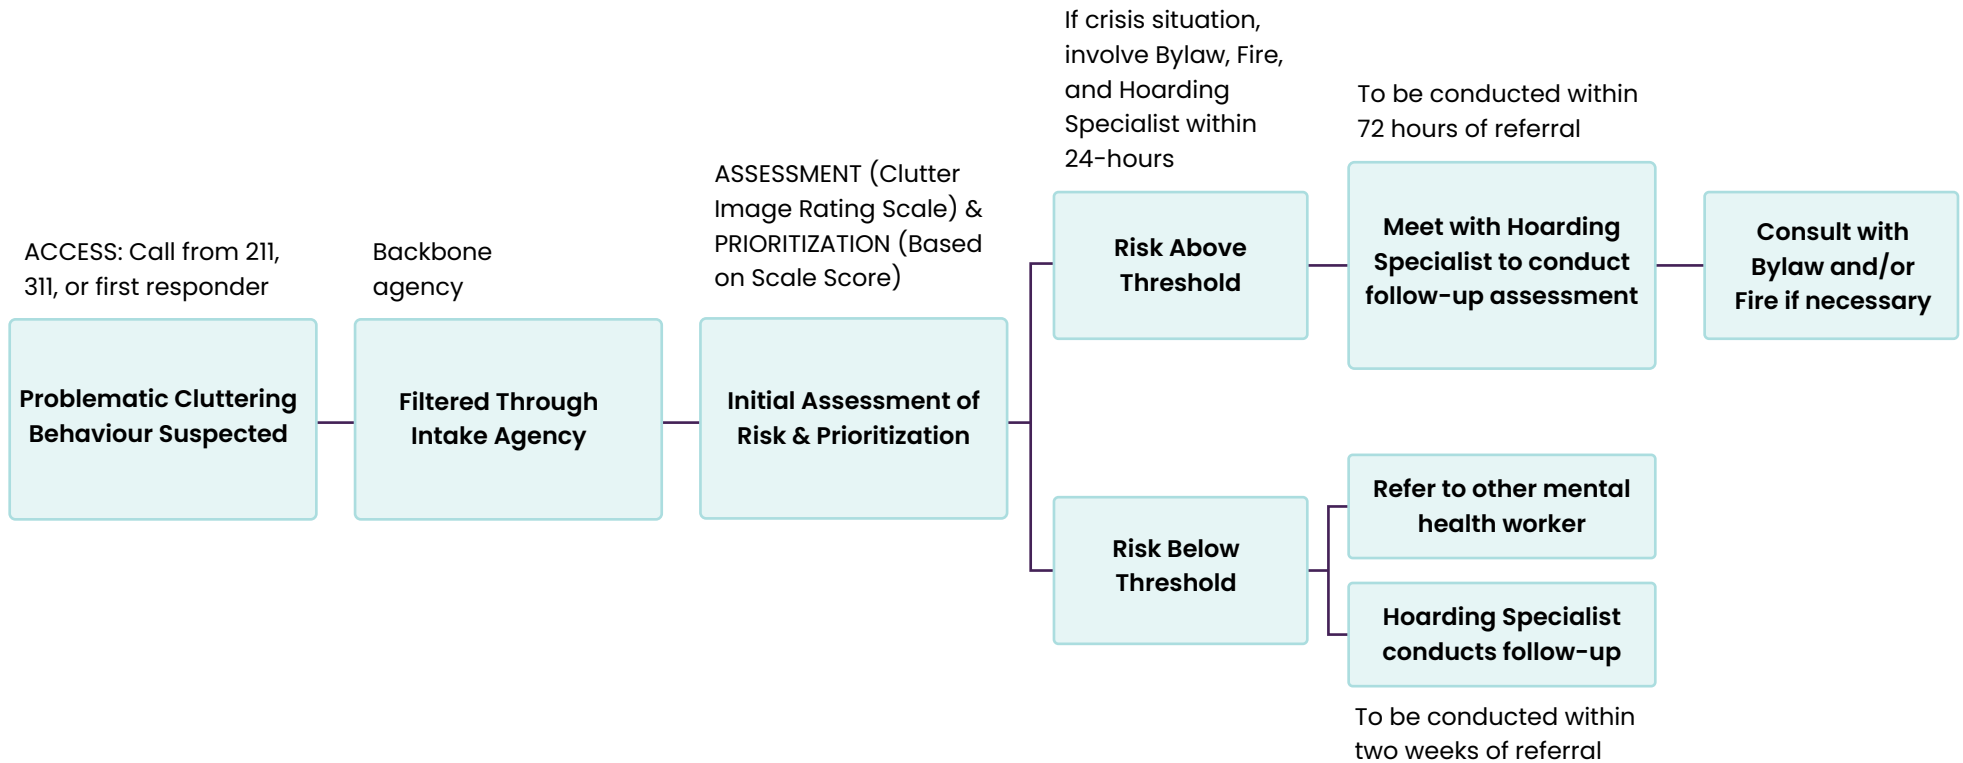 ACCESS: Call from 211,
311, or first responder
Problematic Cluttering
Behaviour Suspected
Backbone
agency
Filtered Through
Intake Agency
ASSESSMENT (Clutter
Image Rating Scale) &
PRIORITIZATION (Based
on Scale Score)
Initial Assessment of
Risk & Prioritization
If crisis situation,
involve Bylaw, Fire,
and Hoarding
Specialist within
24-hours
Risk Above
Threshold
To be conducted within
72 hours of referral
Meet with Hoarding
Specialist to conduct
follow-up assessment
Consult with
Bylaw and/or
Fire if necessary
Risk Below
Threshold
Refer to other mental
health worker
Hoarding Specialist
conducts follow-up
To be conducted within
two weeks of referral